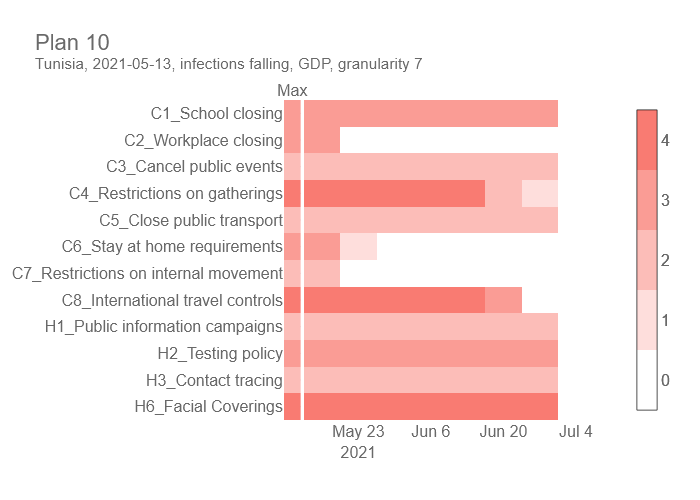 Plan 10
Tunisia, 2021-05-13, infections falling, GDP, granularity 7
Max
C1_School closing
C2_Workplace closing
C3_Cancel public events
C4_Restrictions on gatherings
C5_Close public transport
C6_Stay at home requirements
C7_Restrictions on internal movement
C8_International travel controls
H1_Public information campaigns
H2_Testing policy
H3_Contact tracing
H6_Facial Coverings
4
3
2
1
0
May 23 Jun 6 Jun 20 Jul 4
2021